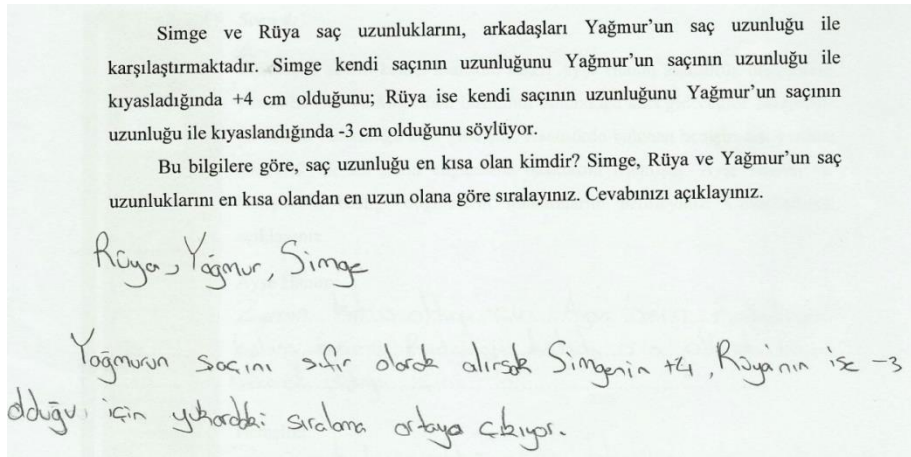 Simge ve Rüya saç uzunluklarını, arkadaşları Yağmur'un saç uzunluğu ile
karşılaştırmaktadır. Simge kendi saçının uzunluğunu Yağmur'un saçının uzunluğu ile
kıyasladığında +4 cm olduğunu; Rüya ise kendi saçının uzunluğunu Yağmur'un saçının
uzunluğu ile kıyaslandığında -3 cm olduğunu söylüyor.
Bu bilgilere göre, saç uzunluğu en kısa olan kimdir? Simge, Rüya ve Yağmur'un saç
uzunluklarını en kısa olandan en uzun olana göre sıralayınız. Cevabınızı açıklayınız.
Rüya, Yağmur, Simge
Yağmurun saçını sıfır olarak alırsak Simgenin +4, Rüya'nın ise -3
olduğu için yukardaki sıralama ortaya çıkıyor.